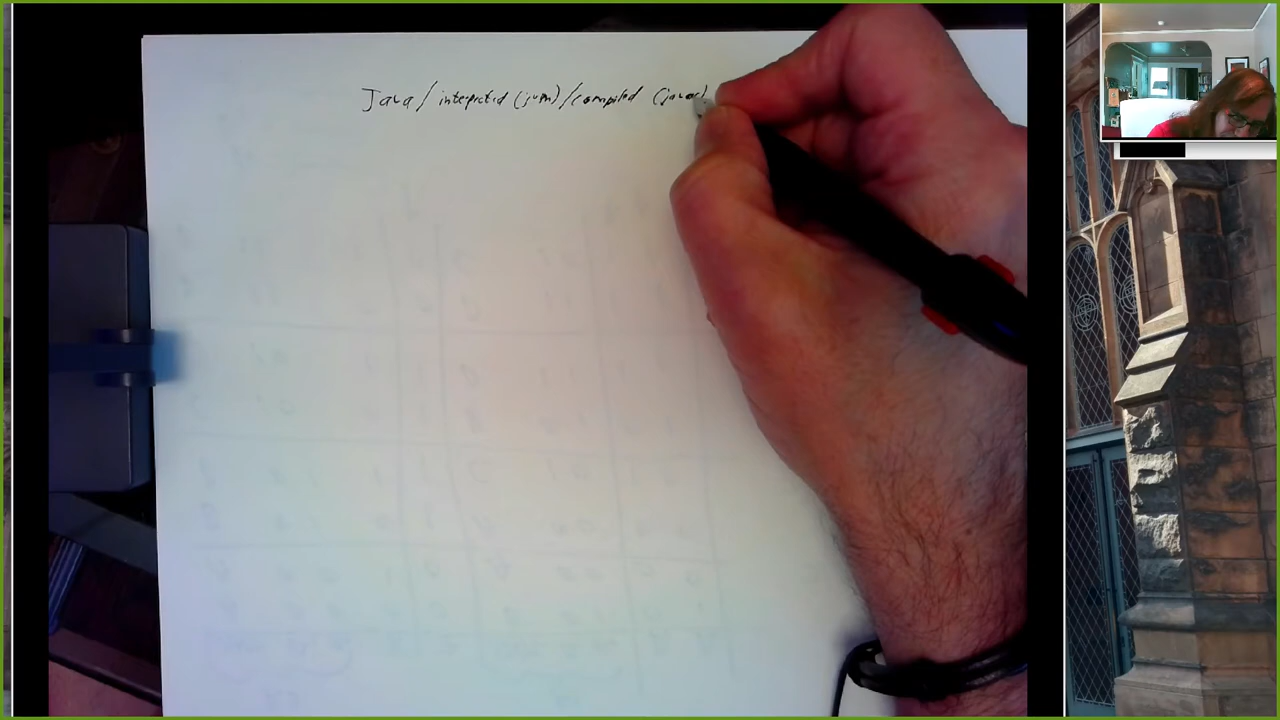 Java / interpreted (jvm) / compiled (javac)